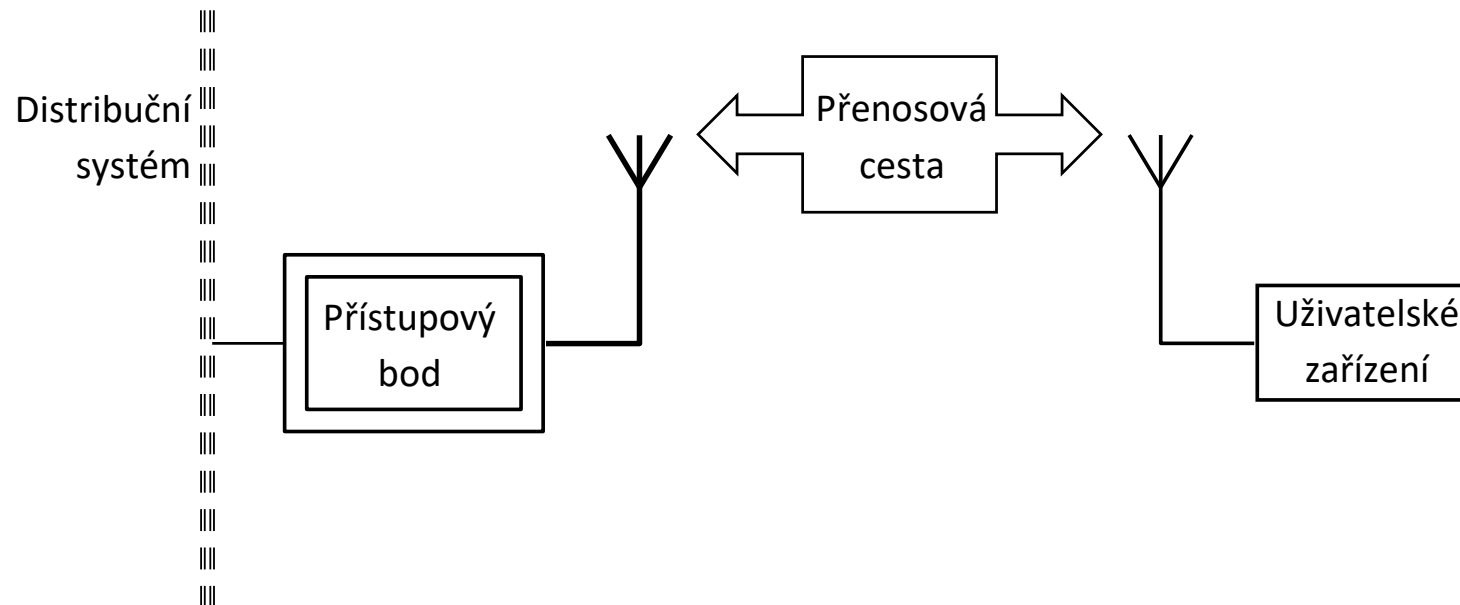 Distribuční
systém
Přenosová
cesta
Přístupový
bod
Uživatelské
zařízení